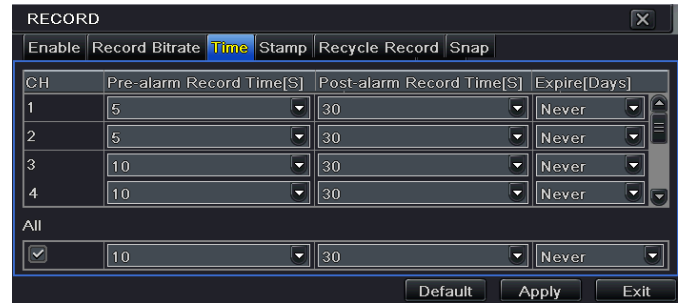 RECORD
Enable Record Bitrate Time Stamp Recycle Record Snap
CH Pre-alarm Record Time[S] Post-alarm Record Time[S] Expire[Days]
1 5 30 Never
2 5 30 Never
3 10 30 Never
4 10 30 Never
All
10 30 Never
Default Apply Exit